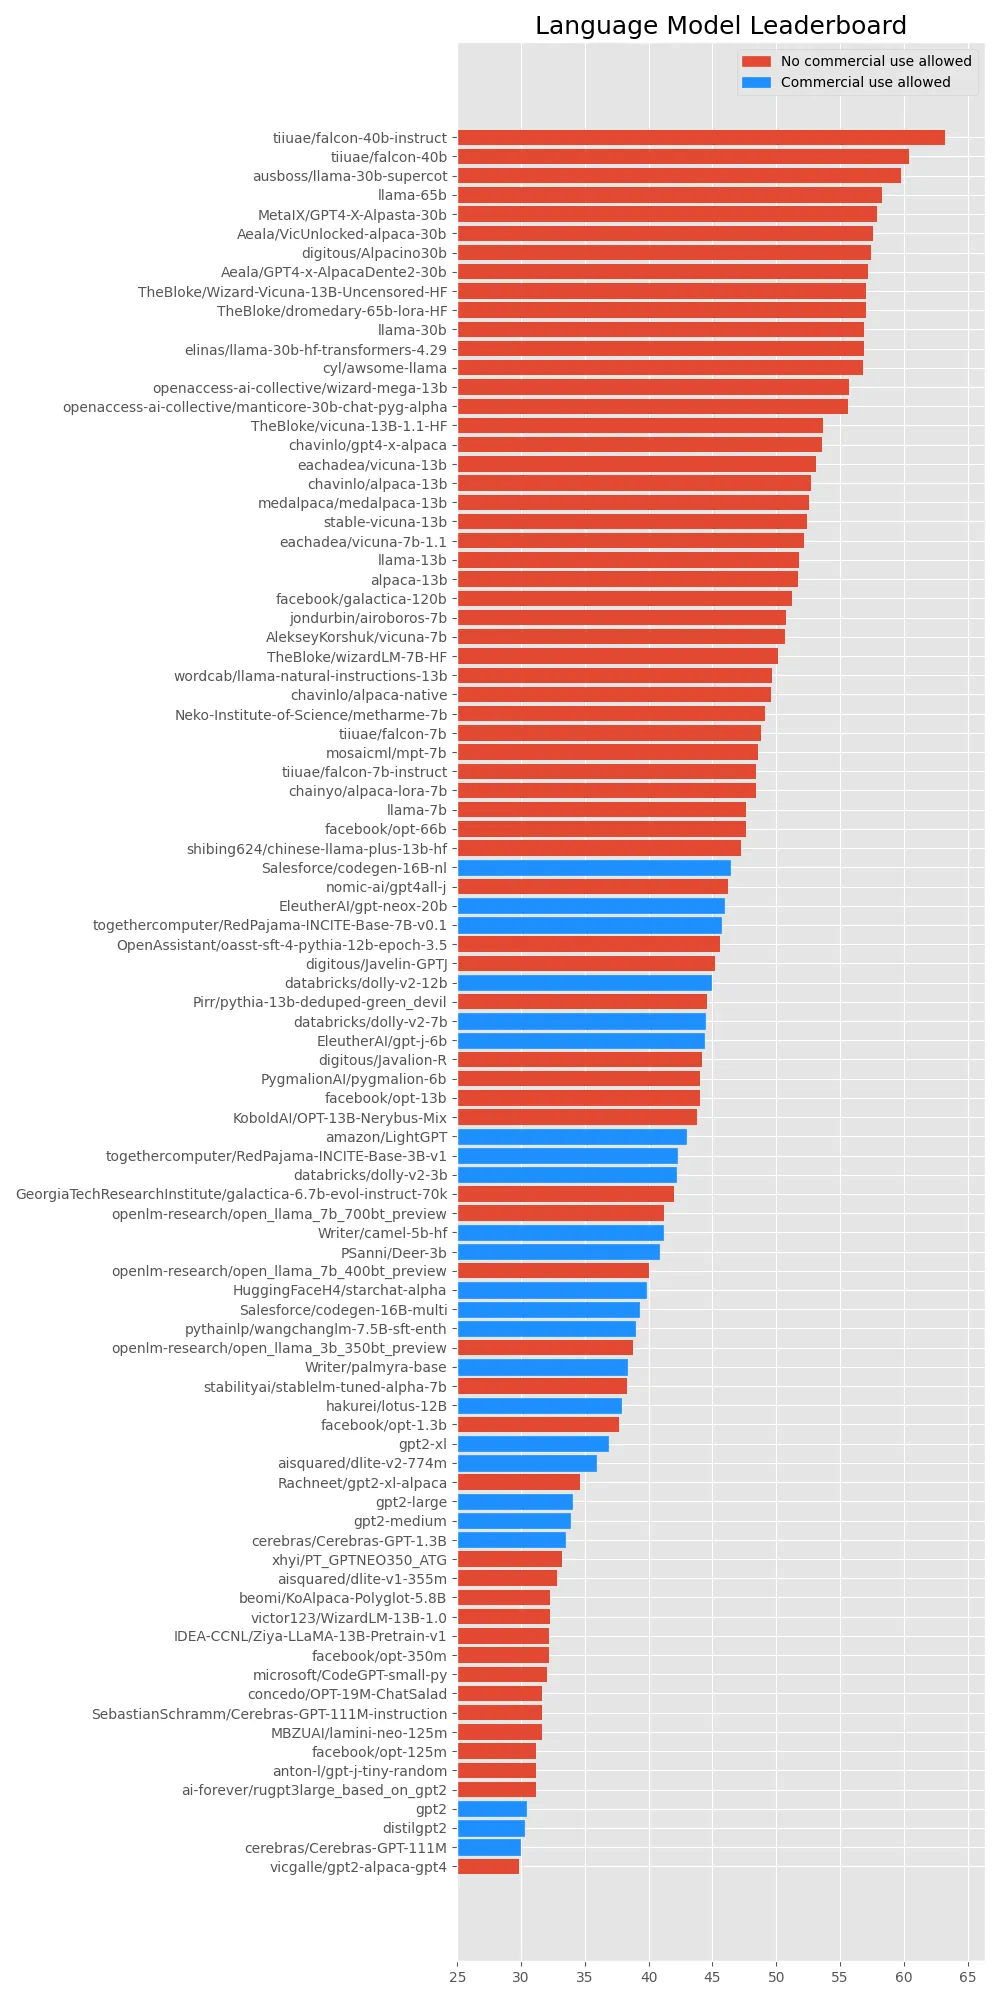 Language Model Leaderboard
No commercial use allowed
Commercial use allowed
tiiuae/falcon-40b-instruct
tiiuae/falcon-40b
ausboss/llama-30b-supercot
llama-65b
MetaIX/GPT4-X-Alpasta-30b
Aeala/VicUnlocked-alpaca-30b
digitous/Alpacino30b
Aeala/GPT4-x-AlpacaDente2-30b
TheBloke/Wizard-Vicuna-13B-Uncensored-HF
TheBloke/dromedary-65b-lora-HF
llama-30b
elinas/llama-30b-hf-transformers-4.29
cyl/awsome-llama
openaccess-ai-collective/wizard-mega-13b
openaccess-ai-collective/manticore-30b-chat-pyg-alpha
TheBloke/vicuna-13B-1.1-HF
chavinlo/gpt4-x-alpaca
eachadea/vicuna-13b
chavinlo/alpaca-13b
medalpaca/medalpaca-13b
stable-vicuna-13b
eachadea/vicuna-7b-1.1
llama-13b
alpaca-13b
facebook/galactica-120b
jondurbin/airoboros-7b
AlekseyKorshuk/vicuna-7b
TheBloke/wizardLM-7B-HF
wordcab/llama-natural-instructions-13b
chavinlo/alpaca-native
Neko-Institute-of-Science/metharme-7b
tiiuae/falcon-7b
mosaicml/mpt-7b
tiiuae/falcon-7b-instruct
chainyo/alpaca-lora-7b
llama-7b
facebook/opt-66b
shibing624/chinese-llama-plus-13b-hf
Salesforce/codegen-16B-nl
nomic-ai/gpt4all-j
EleutherAI/gpt-neox-20b
togethercomputer/RedPajama-INCITE-Base-7B-v0.1
OpenAssistant/oasst-sft-4-pythia-12b-epoch-3.5
digitous/Javelin-GPTJ
databricks/dolly-v2-12b
Pirr/pythia-13b-deduped-green_devil
databricks/dolly-v2-7b
EleutherAI/gpt-j-6b
digitous/Javalion-R
PygmalionAI/pygmalion-6b
facebook/opt-13b
KoboldAI/OPT-13B-Nerybus-Mix
amazon/LightGPT
togethercomputer/RedPajama-INCITE-Base-3B-v1
databricks/dolly-v2-3b
GeorgiaTechResearchInstitute/galactica-6.7b-evol-instruct-70k
openlm-research/open_llama_7b_700bt_preview
Writer/camel-5b-hf
PSanni/Deer-3b
openlm-research/open_llama_7b_400bt_preview
HuggingFaceH4/starchat-alpha
Salesforce/codegen-16B-multi
pythainlp/wangchanglm-7.5B-sft-enth
openlm-research/open_llama_3b_350bt_preview
Writer/palmyra-base
stabilityai/stablelm-tuned-alpha-7b
hakurei/lotus-12B
facebook/opt-1.3b
gpt2-xl
aisquared/dlite-v2-774m
Rachneet/gpt2-xl-alpaca
gpt2-large
gpt2-medium
cerebras/Cerebras-GPT-1.3B
xhyi/PT_GPTNEO350_ATG
aisquared/dlite-v1-355m
beomi/KoAlpaca-Polyglot-5.8B
victor123/WizardLM-13B-1.0
IDEA-CCNL/Ziya-LLaMA-13B-Pretrain-v1
facebook/opt-350m
microsoft/CodeGPT-small-py
concedo/OPT-19M-ChatSalad
SebastianSchramm/Cerebras-GPT-111M-instruction
MBZUAI/lamini-neo-125m
facebook/opt-125m
anton-l/gpt-j-tiny-random
ai-forever/rugpt3large_based_on_gpt2
gpt2
distilgpt2
cerebras/Cerebras-GPT-111M
vicgalle/gpt2-alpaca-gpt4
25 30 35 40 45 50 55 60 65